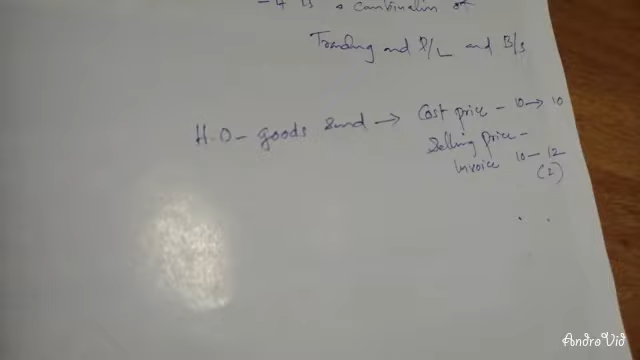 - It is a Combination of
Trading and P/L and B/s
H.O - goods Send → Cost price - 10 → 10
Selling price -
Invoice 10 - 12
(2)
AndroVid